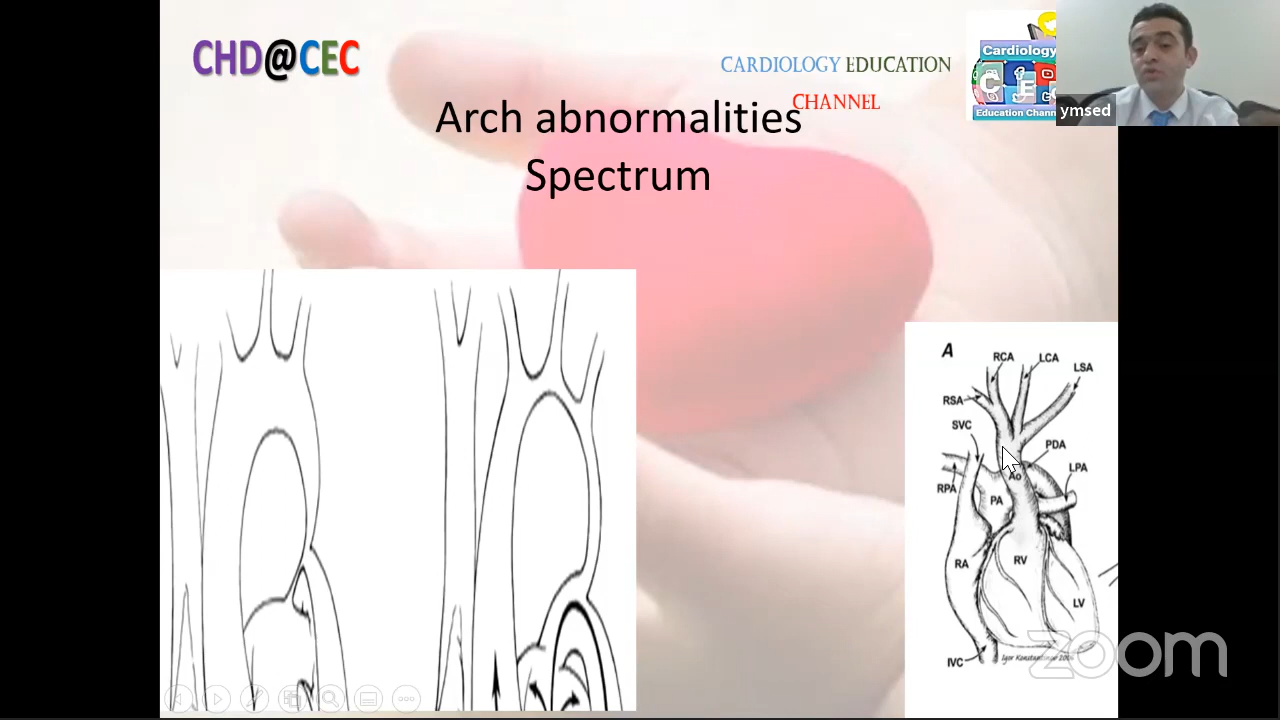 CHD@CEC
CARDIOLOGY EDUCATION
CHANNEL
Cardiology
Education Chann
ymsed
Arch abnormalities
Spectrum
A
RCA
LCA
LSA
RSA
SVC
PDA
LPA
RPA
Ao
PA
RA
RV
LV
IVC
zoom